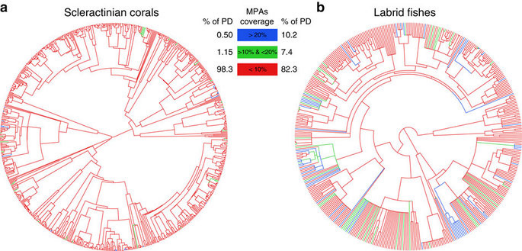 a
Scleractinian corals
% of PD
MPAs
coverage
% of PD
0.50
>20%
10.2
1.15
>10% & <20%
7.4
98.3
<10%
82.3
b
Labrid fishes